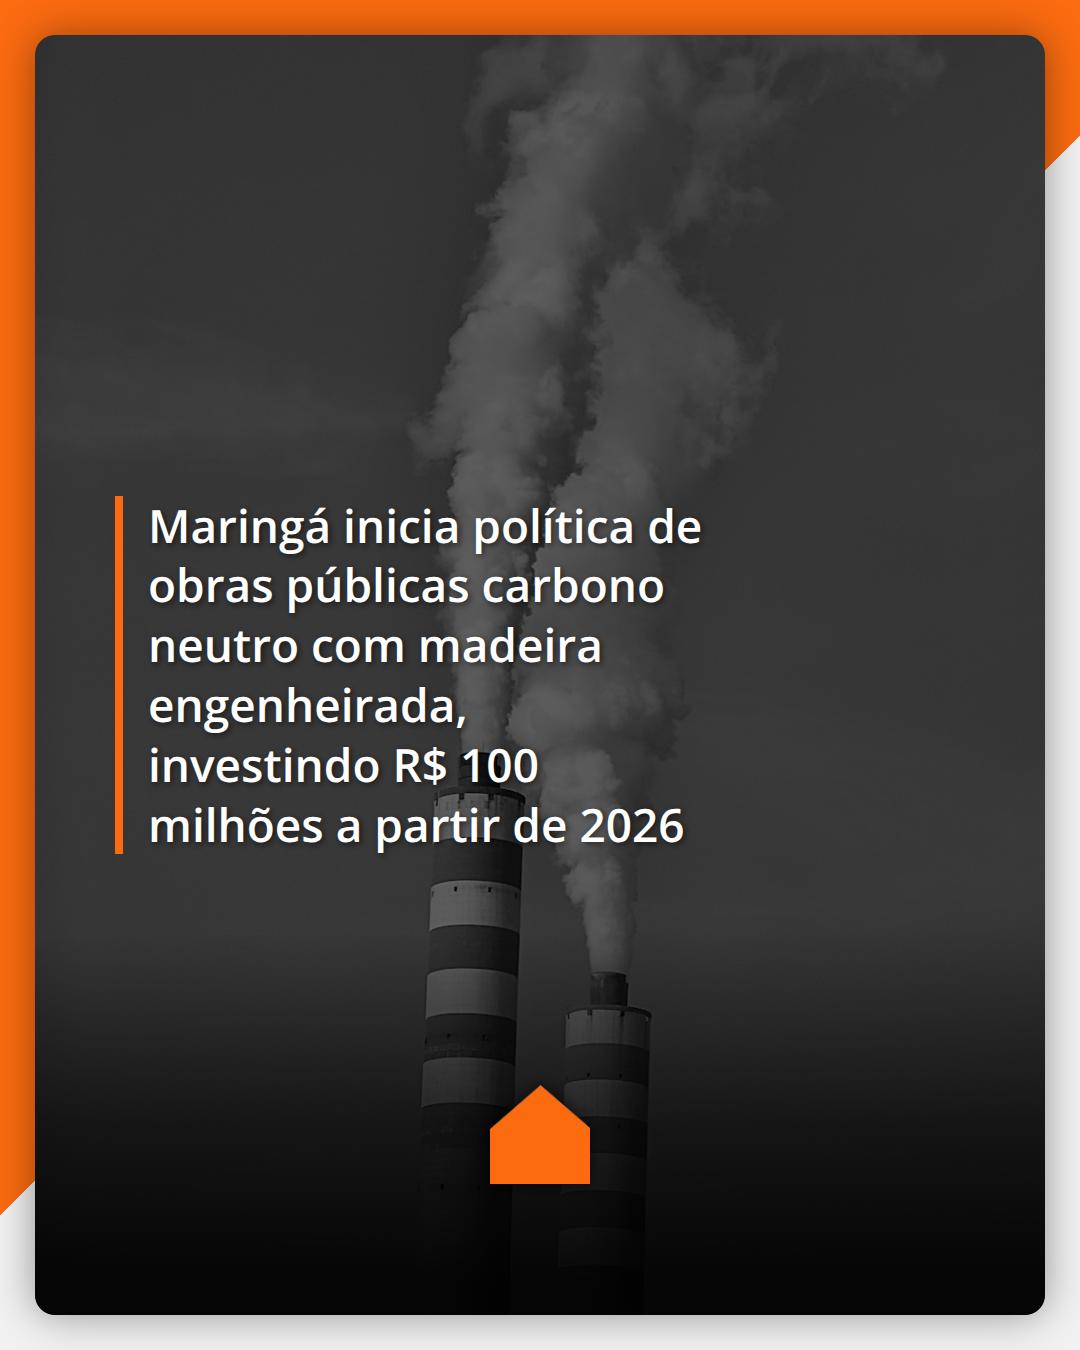 Maringá inicia política de
obras públicas carbono
neutro com madeira
engenheirada,
investindo R$ 100
milhões a partir de 2026